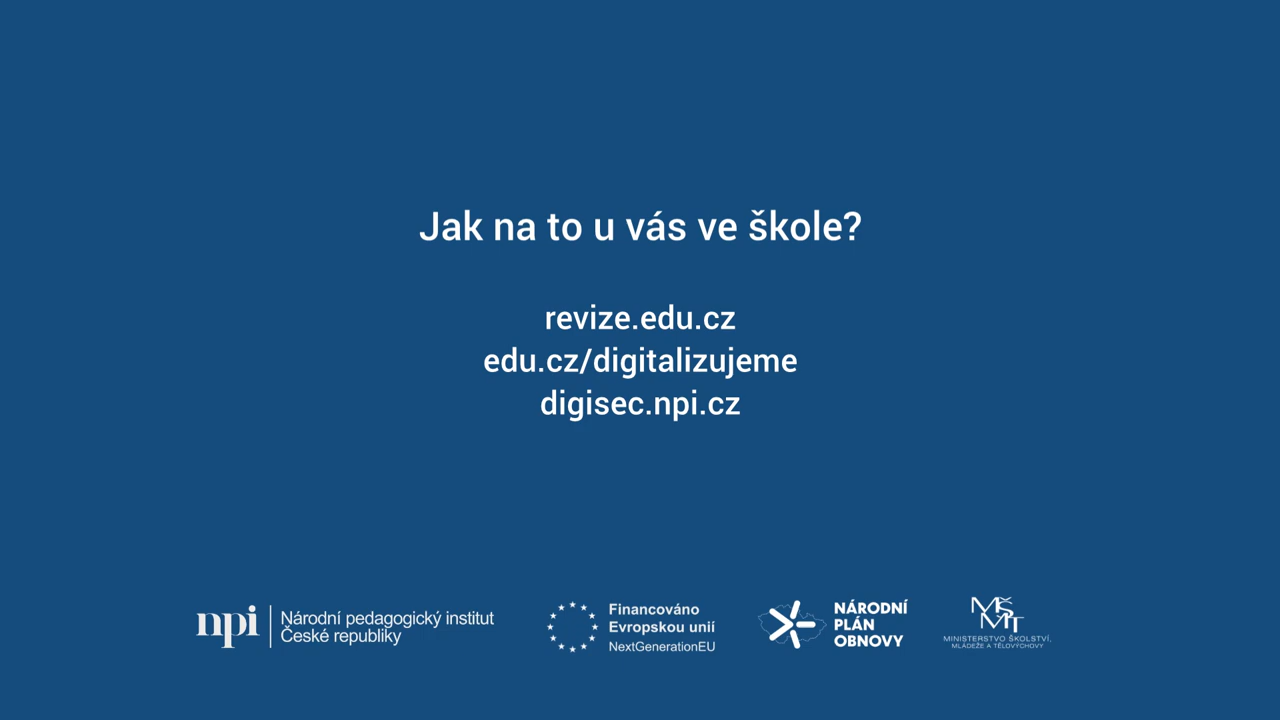 Jak na to u vás ve škole?
revize.edu.cz
edu.cz/digitalizujeme
digisec.npi.cz
npi
Národní pedagogický institut
České republiky
Financováno
Evropskou unií
NextGenerationEU
NÁRODNÍ
PLÁN
OBNOVY
MŠMT
MINISTERSTVO ŠKOLSTVÍ,
MLÁDEŽE A TĚLOVÝCHOVY